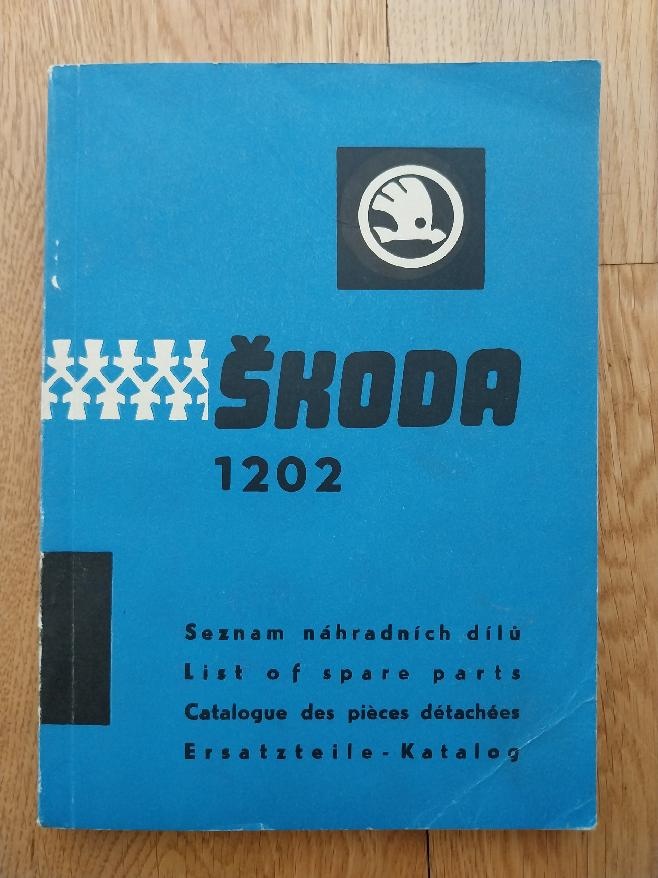 ŠKODA
1202
Seznam náhradních dílů
List of spare parts
Catalogue des pièces détachées
Ersatzteile-Katalog